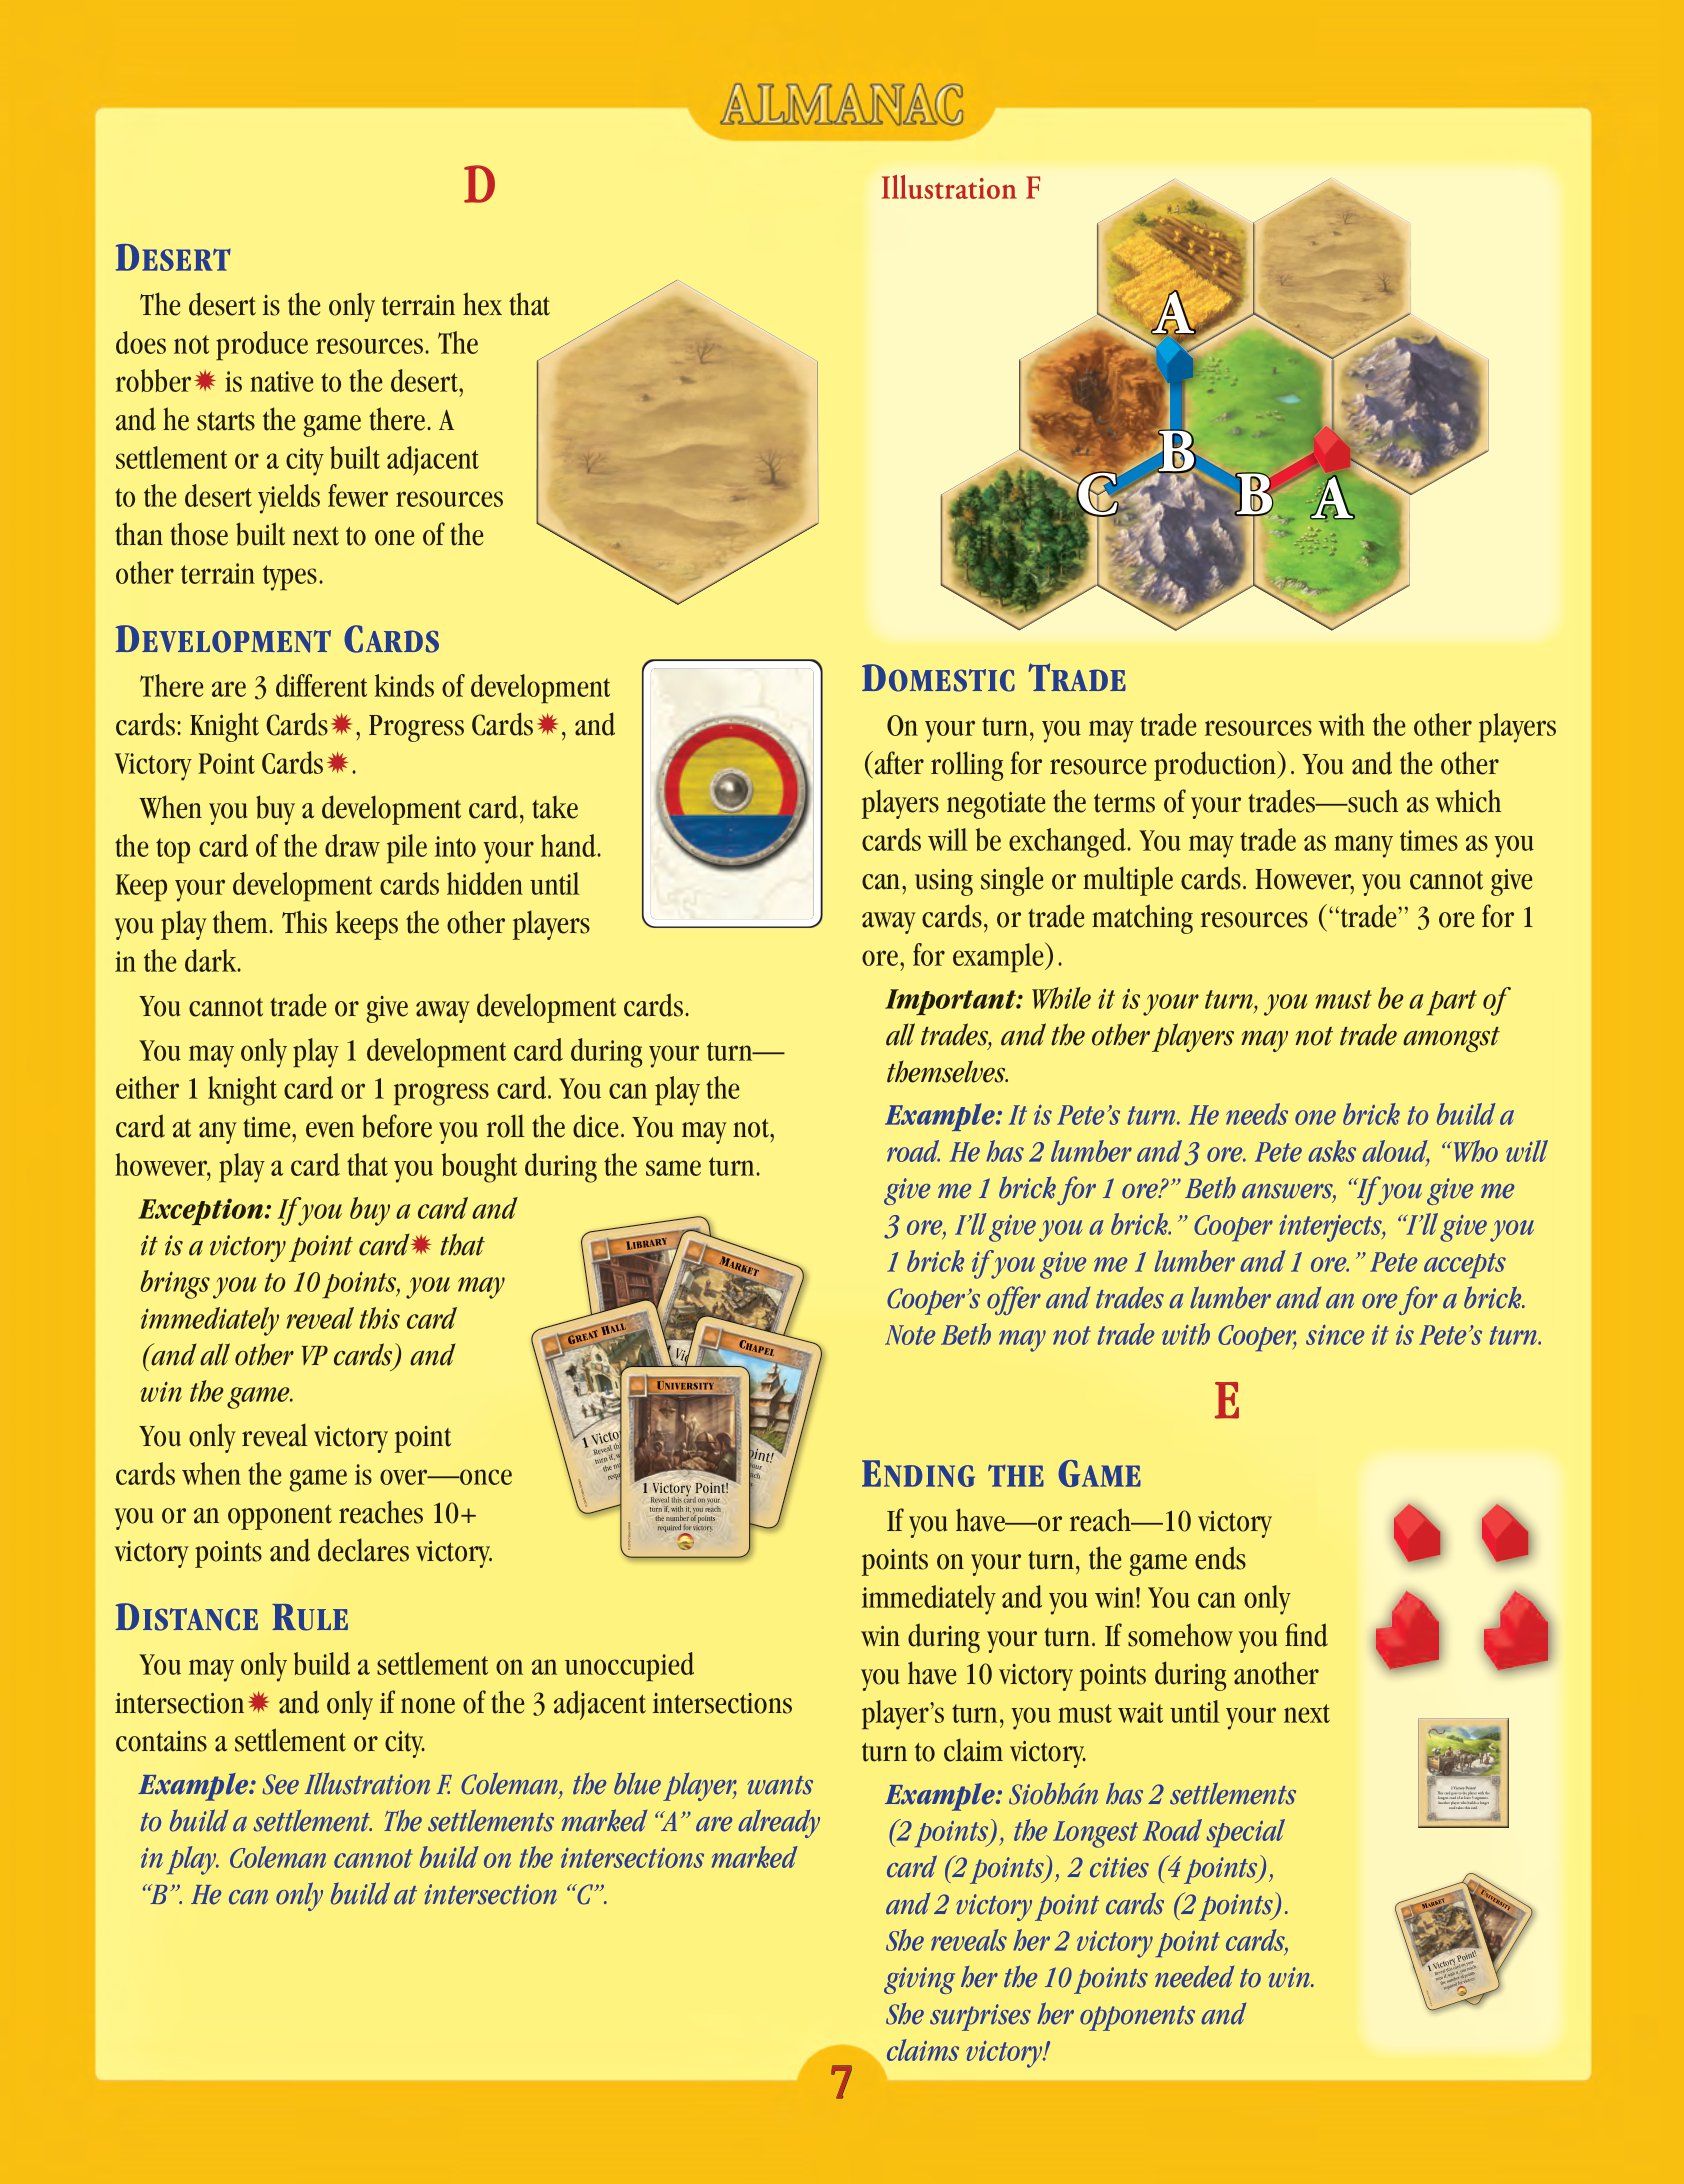 ALMANAC
D
DESERT
The desert is the only terrain hex that
does not produce resources. The
robber✹ is native to the desert,
and he starts the game there. A
settlement or a city built adjacent
to the desert yields fewer resources
than those built next to one of the
other terrain types.
DEVELOPMENT CARDS
There are 3 different kinds of development
cards: Knight Cards✹, Progress Cards✹, and
Victory Point Cards✹.
When you buy a development card, take
the top card of the draw pile into your hand.
Keep your development cards hidden until
you play them. This keeps the other players
in the dark.
You cannot trade or give away development cards.
You may only play 1 development card during your turn—
either 1 knight card or 1 progress card. You can play the
card at any time, even before you roll the dice. You may not,
however, play a card that you bought during the same turn.
Exception: If you buy a card and
it is a victory point card✹ that
brings you to 10 points, you may
immediately reveal this card
(and all other VP cards) and
win the game.
You only reveal victory point
cards when the game is over—once
you or an opponent reaches 10+
victory points and declares victory.
LIBRARY
MARKET
GREAT HALL
CHAPEL
UNIVERSITY
1 Victory Point!
Reveal this card on your
turn if, with it, you reach
the number of points
required for victory.
DISTANCE RULE
You may only build a settlement on an unoccupied
intersection✹ and only if none of the 3 adjacent intersections
contains a settlement or city.
Example: See Illustration F. Coleman, the blue player, wants
to build a settlement. The settlements marked “A” are already
in play. Coleman cannot build on the intersections marked
“B”. He can only build at intersection “C”.
Illustration F
A
B
C
B
A
DOMESTIC TRADE
On your turn, you may trade resources with the other players
(after rolling for resource production). You and the other
players negotiate the terms of your trades—such as which
cards will be exchanged. You may trade as many times as you
can, using single or multiple cards. However, you cannot give
away cards, or trade matching resources (“trade” 3 ore for 1
ore, for example).
Important: While it is your turn, you must be a part of
all trades, and the other players may not trade amongst
themselves.
Example: It is Pete’s turn. He needs one brick to build a
road. He has 2 lumber and 3 ore. Pete asks aloud, “Who will
give me 1 brick for 1 ore?” Beth answers, “If you give me
3 ore, I’ll give you a brick.” Cooper interjects, “I’ll give you
1 brick if you give me 1 lumber and 1 ore.” Pete accepts
Cooper’s offer and trades a lumber and an ore for a brick.
Note Beth may not trade with Cooper, since it is Pete’s turn.
E
ENDING THE GAME
If you have—or reach—10 victory
points on your turn, the game ends
immediately and you win! You can only
win during your turn. If somehow you find
you have 10 victory points during another
player’s turn, you must wait until your next
turn to claim victory.
Example: Siobhán has 2 settlements
(2 points), the Longest Road special
card (2 points), 2 cities (4 points),
and 2 victory point cards (2 points).
She reveals her 2 victory point cards,
giving her the 10 points needed to win.
She surprises her opponents and
claims victory!
MARKET
UNIVERSITY
1 Victory Point!
7